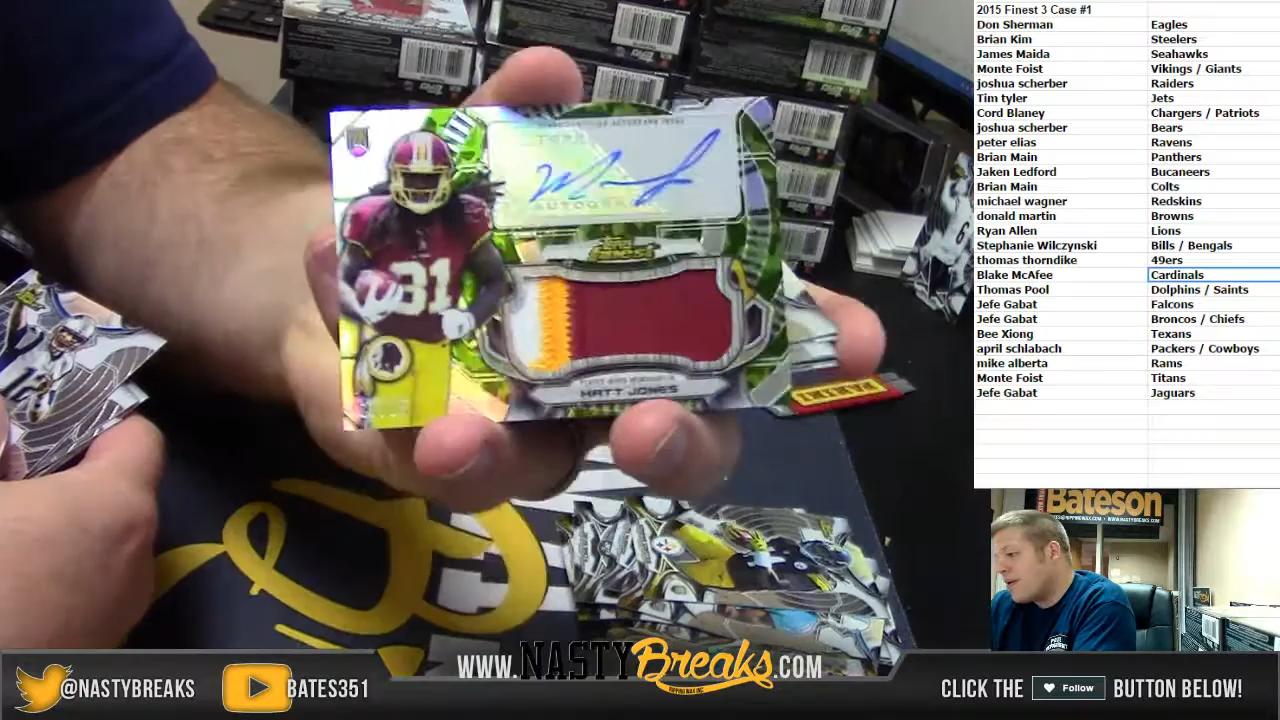 2015 Finest 3 Case #1
Don Sherman Eagles
Brian Kim Steelers
James Maida Seahawks
Monte Foist Vikings / Giants
joshua scherber Raiders
Tim tyler Jets
Cord Blaney Chargers / Patriots
joshua scherber Bears
peter elias Ravens
Brian Main Panthers
Jaken Ledford Bucaneers
Brian Main Colts
michael wagner Redskins
donald martin Browns
Ryan Allen Lions
Stephanie Wilczynski Bills / Bengals
thomas thorndike 49ers
Blake McAfee Cardinals
Thomas Pool Dolphins / Saints
Jefe Gabat Falcons
Jefe Gabat Broncos / Chiefs
Bee Xiong Texans
april schlabach Packers / Cowboys
mike alberta Rams
Monte Foist Titans
Jefe Gabat Jaguars
31
Topps
Finest
MATT JONES
Bateson
WWW.NASTYBreaks.COM
RIPPING WAX INC
@NASTYBREAKS
BATES351
CLICK THE Follow BUTTON BELOW!